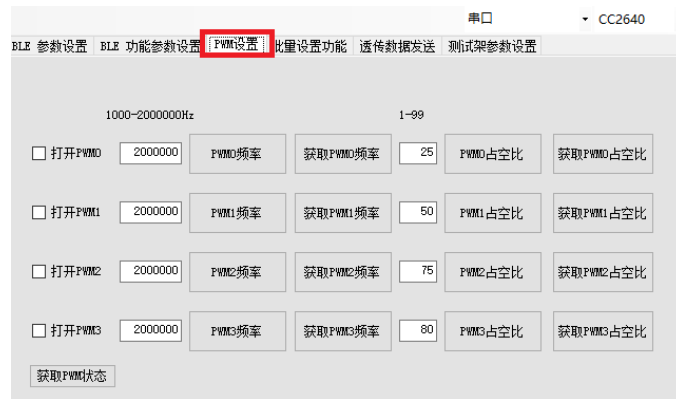 串口 CC2640
BLE 参数设置 BLE 功能参数设置 PWM设置 批量设置功能 透传数据发送 测试架参数设置
1000-2000000Hz 1-99
打开PWM0 2000000 PWM0频率 获取PWM0频率 25 PWM0占空比 获取PWM0占空比
打开PWM1 2000000 PWM1频率 获取PWM1频率 50 PWM1占空比 获取PWM1占空比
打开PWM2 2000000 PWM2频率 获取PWM2频率 75 PWM2占空比 获取PWM2占空比
打开PWM3 2000000 PWM3频率 获取PWM3频率 80 PWM3占空比 获取PWM3占空比
获取PWM状态